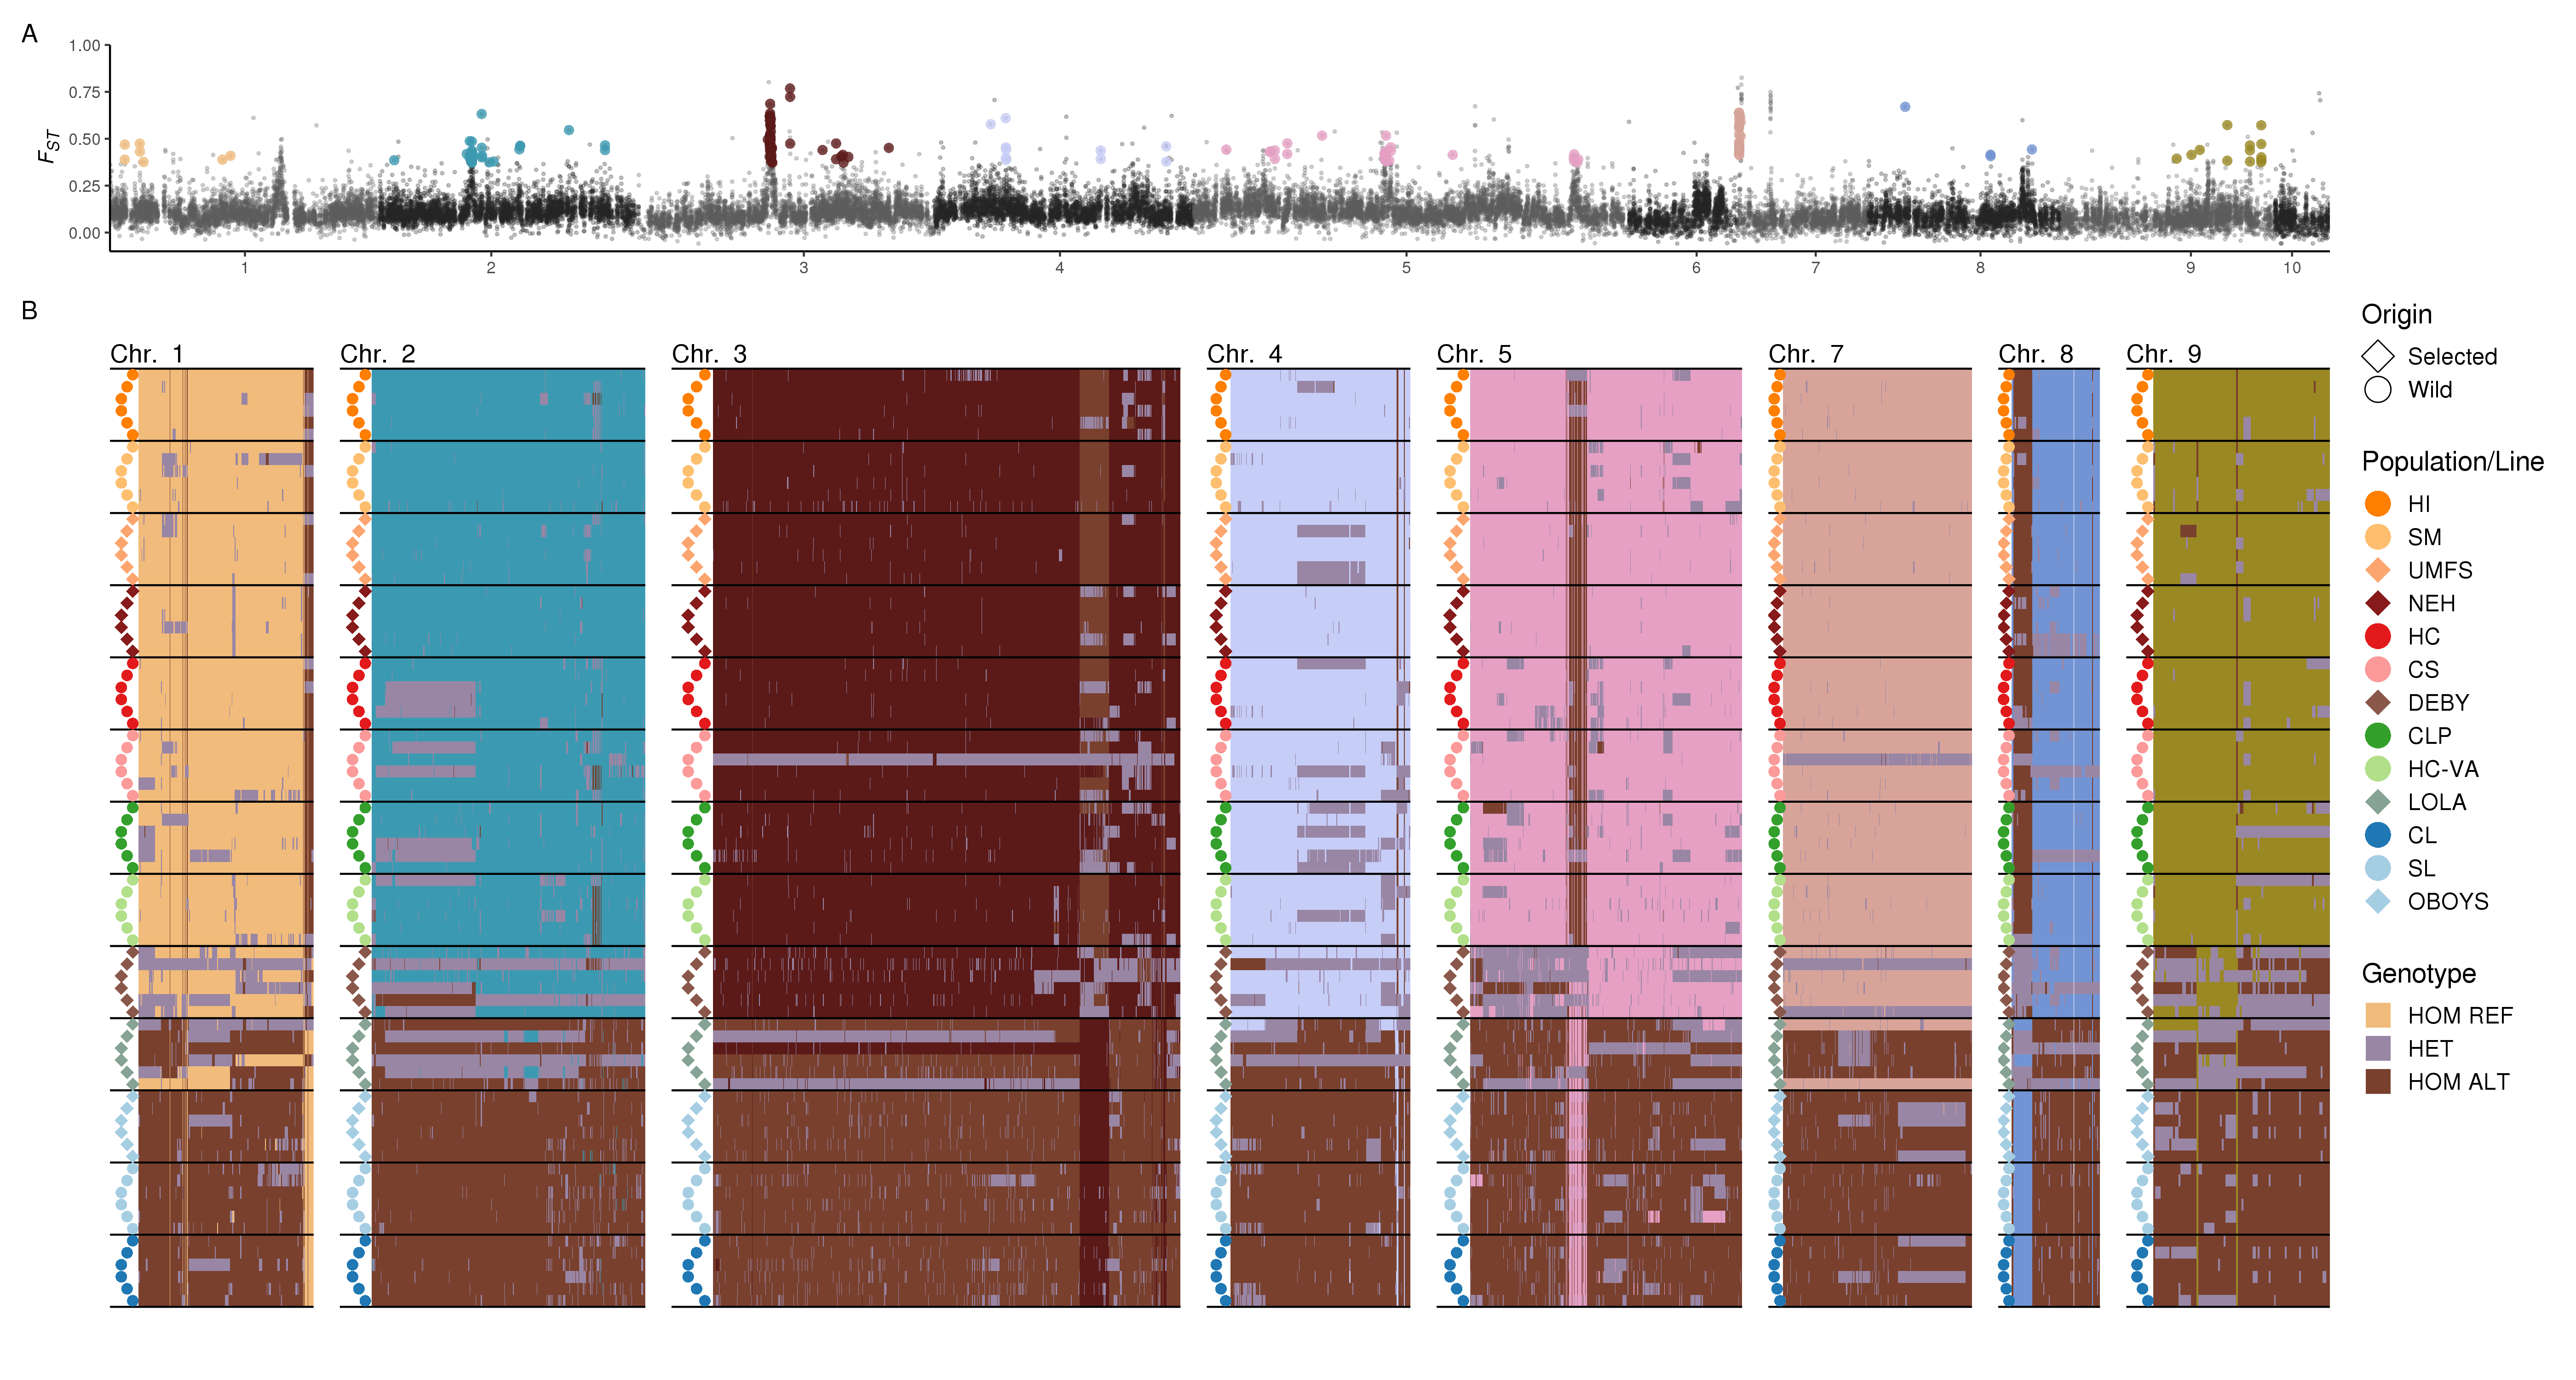 A
1.00
0.75
0.50
0.25
0.00
FST
1 2 3 4 5 6 7 8 9 10
B
Chr. 1 Chr. 2 Chr. 3 Chr. 4 Chr. 5 Chr. 7 Chr. 8 Chr. 9
Origin
Selected
Wild
Population/Line
HI
SM
UMFS
NEH
HC
CS
DEBY
CLP
HC-VA
LOLA
CL
SL
OBOYS
Genotype
HOM REF
HET
HOM ALT